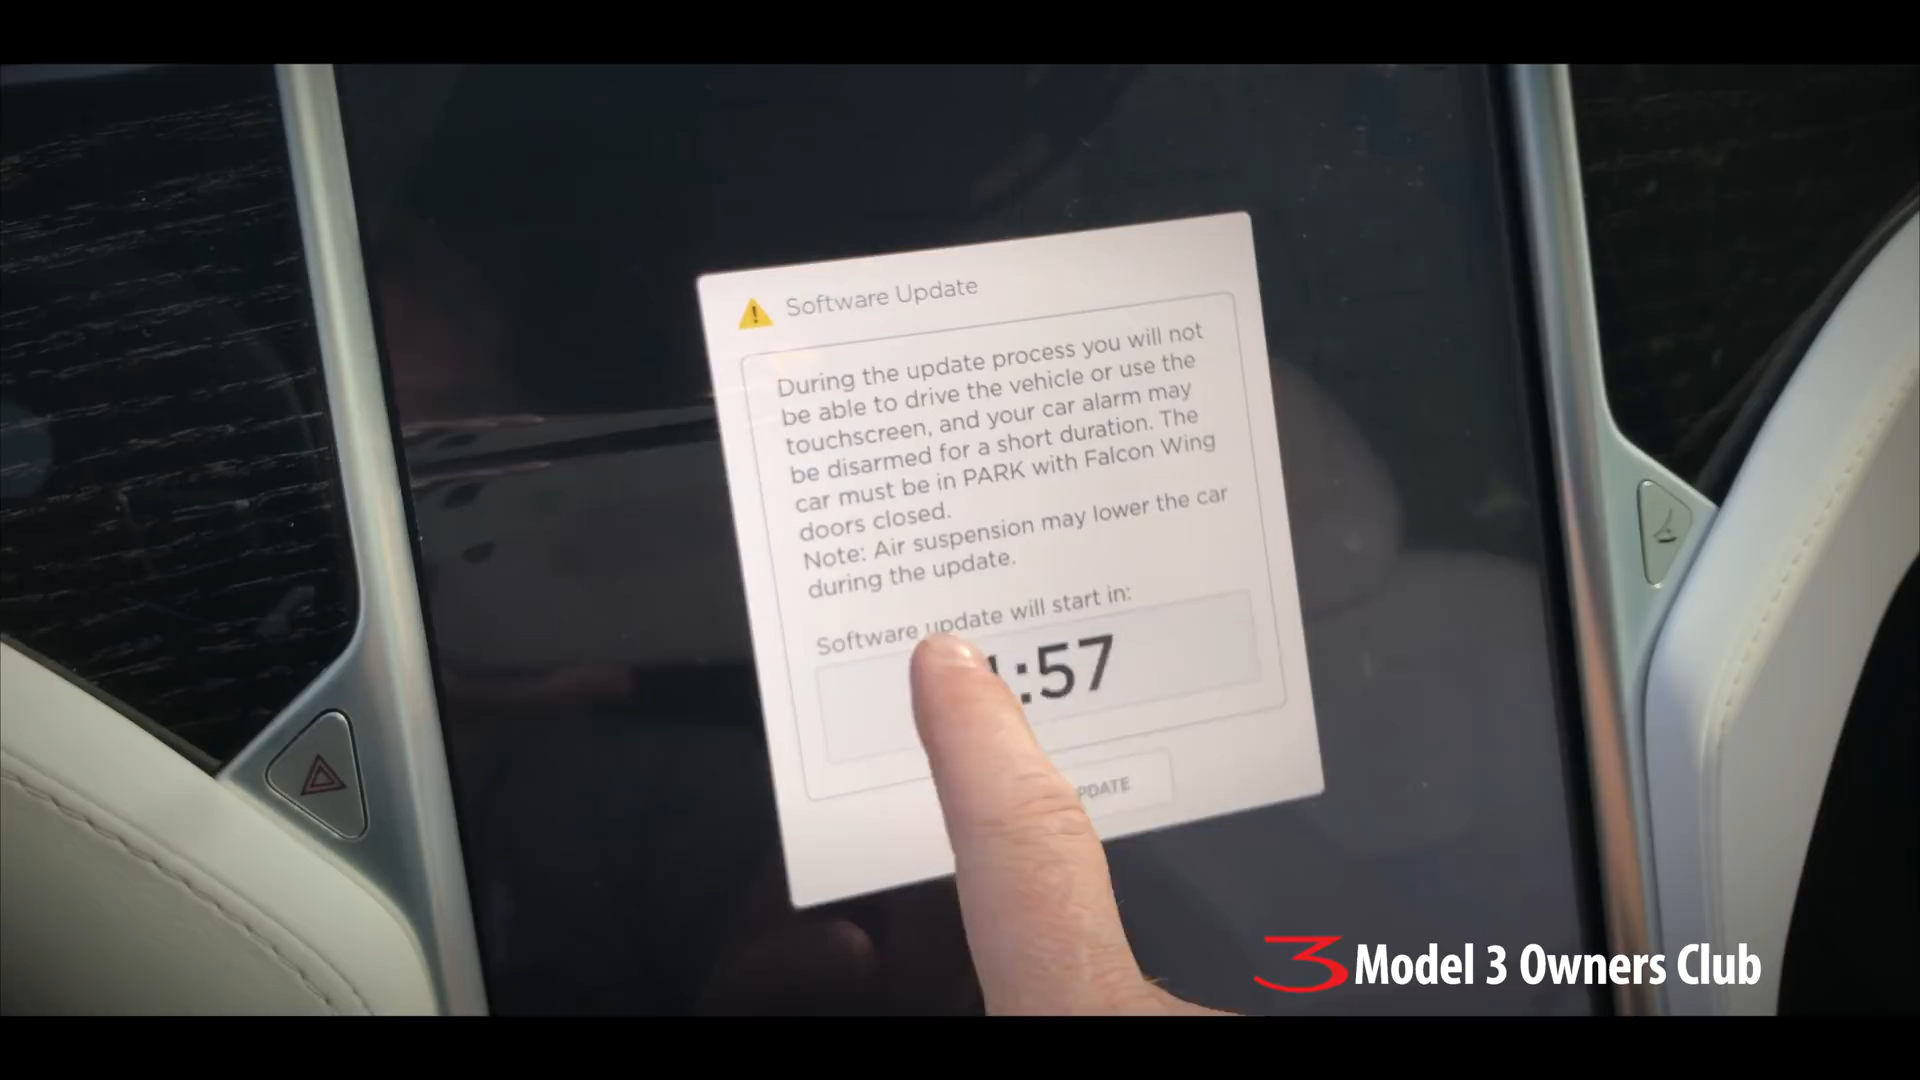 Software Update
During the update process you will not
be able to drive the vehicle or use the
touchscreen, and your car alarm may
be disarmed for a short duration. The
car must be in PARK with Falcon Wing
doors closed.
Note: Air suspension may lower the car
during the update.
Software update will start in:
:57
PDATE
3 Model 3 Owners Club